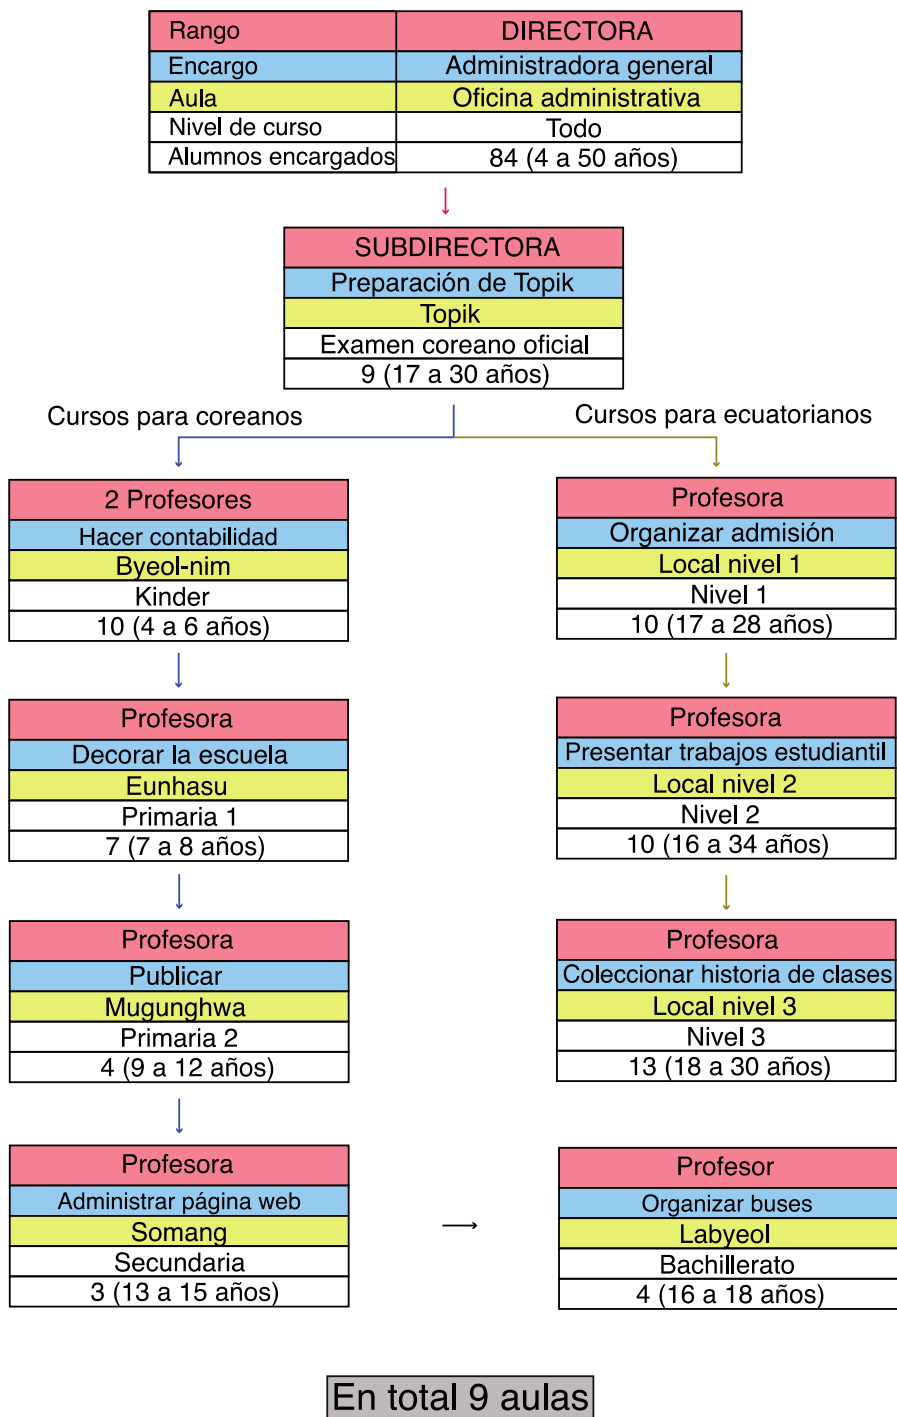 Rango DIRECTORA
Encargo Administradora general
Aula Oficina administrativa
Nivel de curso Todo
Alumnos encargados 84 (4 a 50 años)
SUBDIRECTORA
Preparación de Topik
Topik
Examen coreano oficial
9 (17 a 30 años)
Cursos para coreanos
2 Profesores
Hacer contabilidad
Byeol-nim
Kinder
10 (4 a 6 años)
Profesora
Decorar la escuela
Eunhasu
Primaria 1
7 (7 a 8 años)
Profesora
Publicar
Mugunghwa
Primaria 2
4 (9 a 12 años)
Profesora
Administrar página web
Somang
Secundaria
3 (13 a 15 años)
Profesor
Organizar buses
Labyeol
Bachillerato
4 (16 a 18 años)
Cursos para ecuatorianos
Profesora
Organizar admisión
Local nivel 1
Nivel 1
10 (17 a 28 años)
Profesora
Presentar trabajos estudiantil
Local nivel 2
Nivel 2
10 (16 a 34 años)
Profesora
Coleccionar historia de clases
Local nivel 3
Nivel 3
13 (18 a 30 años)
En total 9 aulas